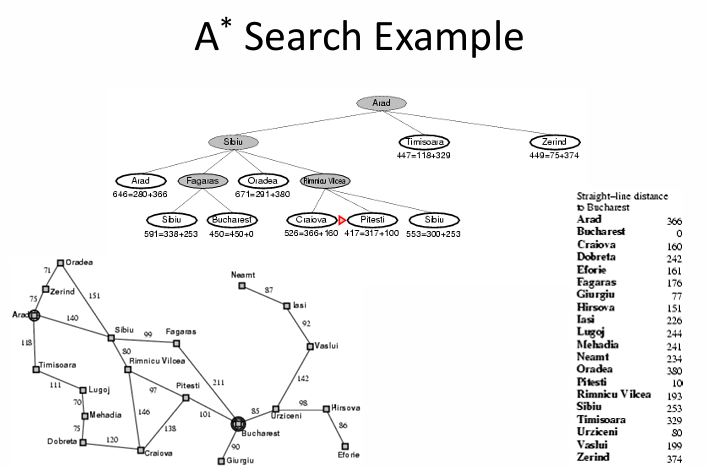 A* Search Example
Arad
Sibiu
Timisoara
Zerind
447=118+329
449=75+374
Arad
Fagaras
Oradea
Rimnicu Vilcea
646=280+366
671=291+380
Sibiu
Bucharest
Craiova
Pitesti
Sibiu
591=338+253
450=450+0
526=366+160
417=317+100
553=300+253
Straight–line distance
to Bucharest
Arad 366
Bucharest 0
Craiova 160
Dobreta 242
Eforie 161
Fagaras 176
Giurgiu 77
Hirsova 151
Iasi 226
Lugoj 244
Mehadia 241
Neamt 234
Oradea 380
Pitesti 10
Rimnicu Vilcea 193
Sibiu 253
Timisoara 329
Urziceni 80
Vaslui 199
Zerind 374
Oradea
71
Zerind
75
151
Arad
140
118
Sibiu
99
Fagaras
80
Rimnicu Vilcea
Timisoara
111
Lugoj
70
Mehadia
75
Dobreta
120
Craiova
146
138
97
Pitesti
101
211
Bucharest
90
Giurgiu
85
Urziceni
98
Hirsova
86
Eforie
142
Vaslui
92
Iasi
87
Neamt